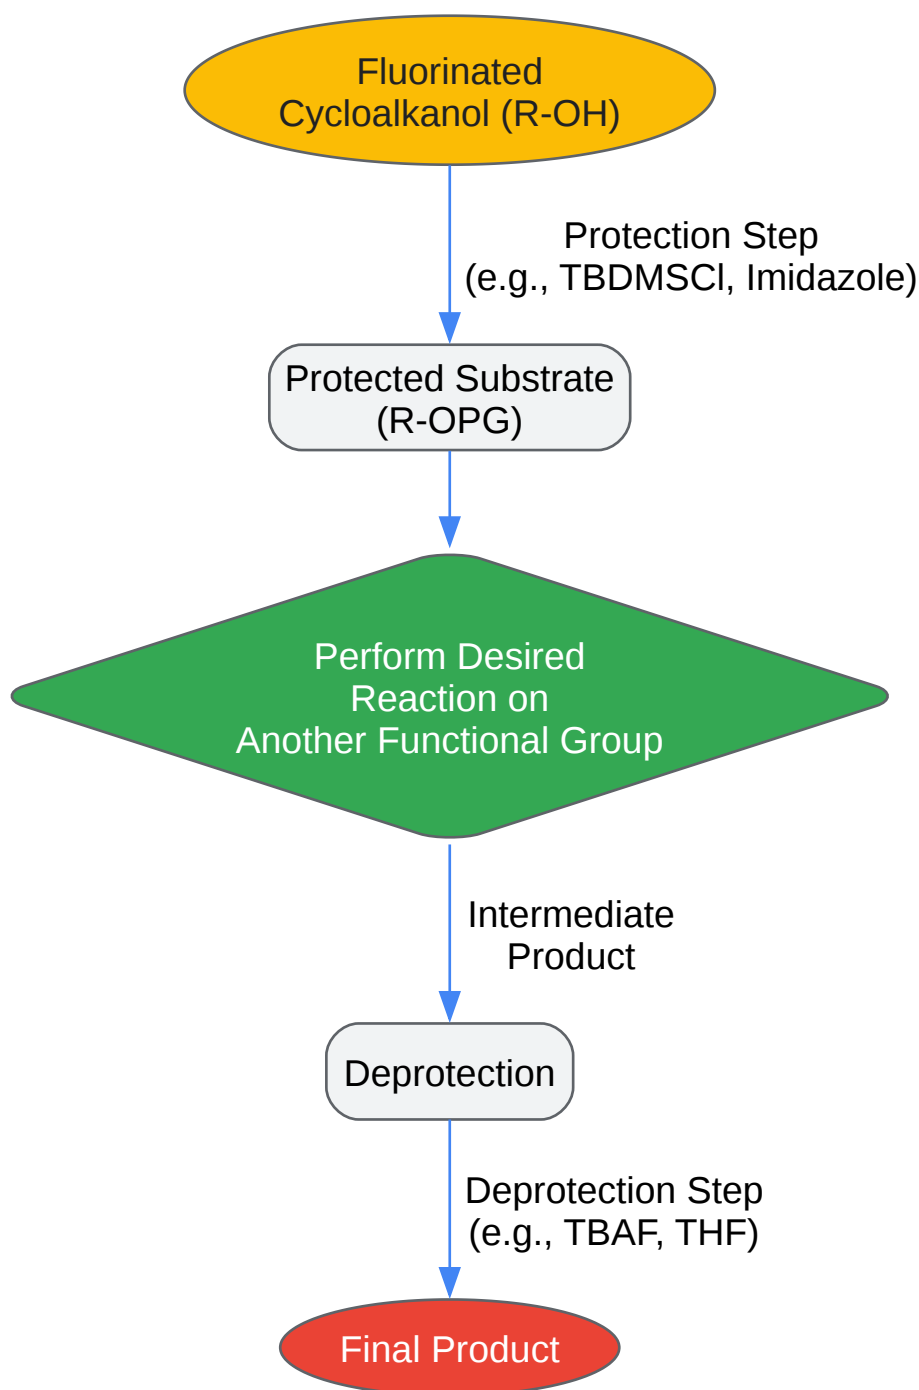 Fluorinated
Cycloalkanol (R-OH)
Protection Step
(e.g., TBDMSCl, Imidazole)
Protected Substrate
(R-OPG)
Perform Desired
Reaction on
Another Functional Group
Intermediate
Product
Deprotection
Deprotection Step
(e.g., TBAF, THF)
Final Product